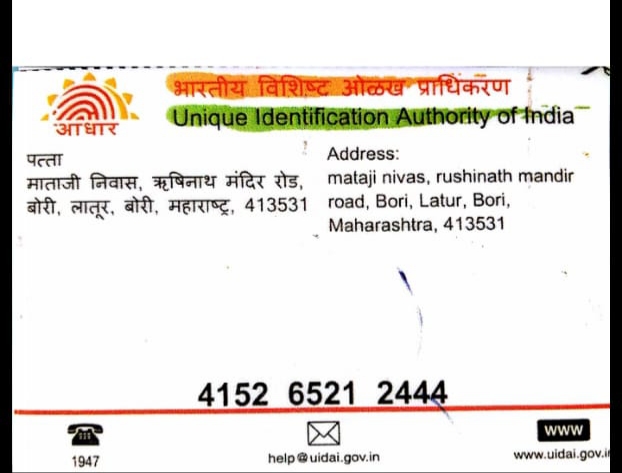 भारतीय विशिष्ट ओळख प्राधिकरण
आधार
Unique Identification Authority of India
पत्ता
माताजी निवास, ऋषिनाथ मंदिर रोड,
बोरी, लातूर, बोरी, महाराष्ट्र, 413531
Address:
mataji nivas, rushinath mandir
road, Bori, Latur, Bori,
Maharashtra, 413531
4152 6521 2444
1947
help@uidai.gov.in
WWW
www.uidai.gov.in